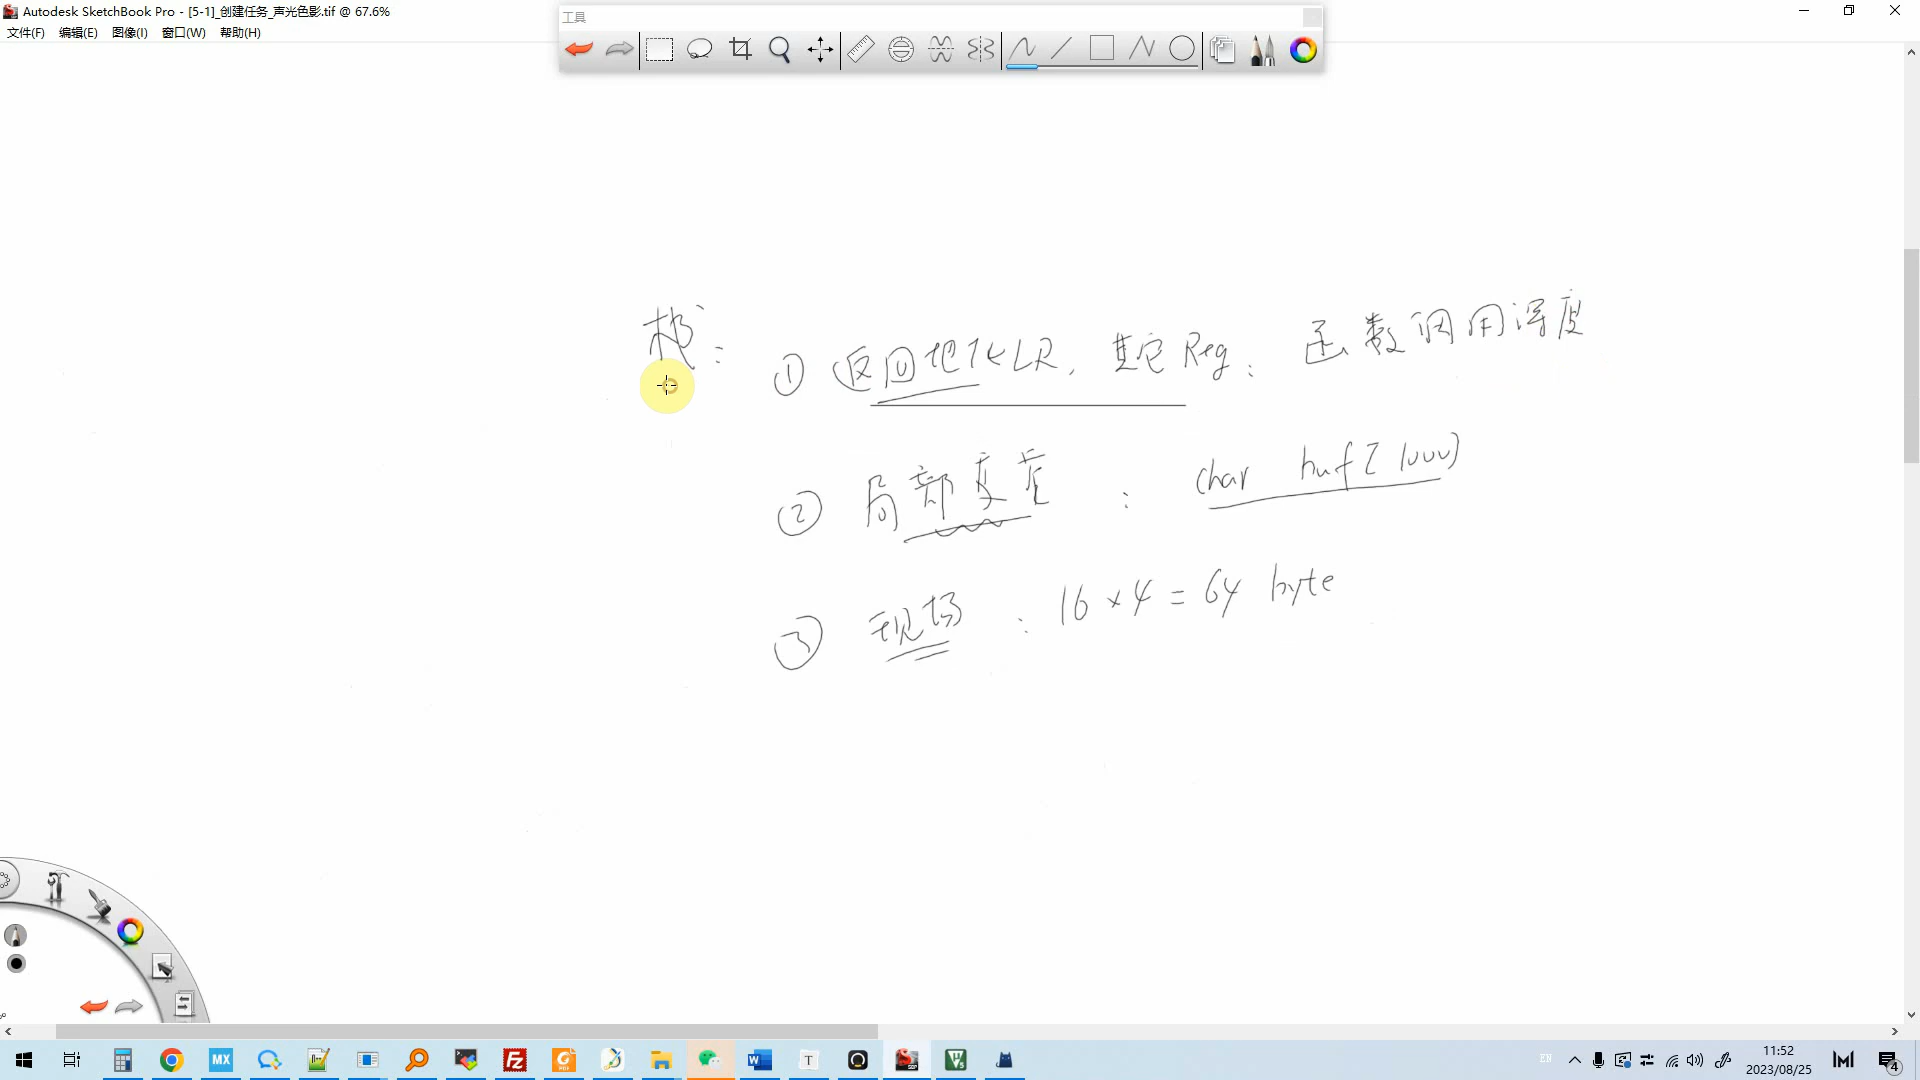 Autodesk SketchBook Pro - [5-1]_创建任务_声光色影.tif @ 67.6%
文件(F) 编辑(E) 图像(I) 窗口(W) 帮助(H)
工具
栈: ① 返回地址LR, 其它Reg: 函数调用深度
② 局部变量 : char buf[1000]
③ 现场 : 16×4=64 byte
EN 11:52
2023/08/25